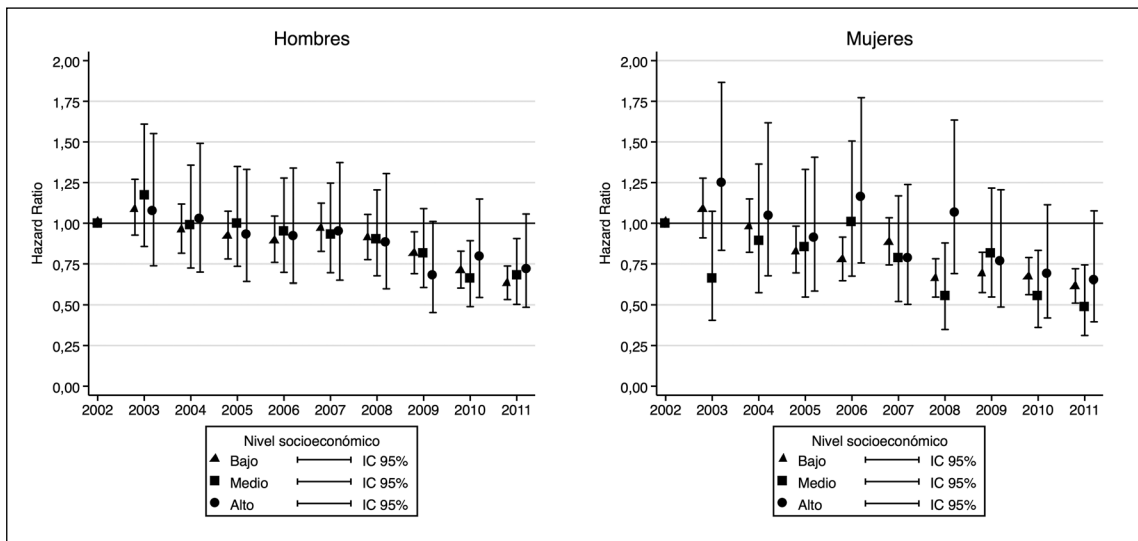 Hombres
Hazard Ratio
2,00
1,75
1,50
1,25
1,00
0,75
0,50
0,25
0,00
2002 2003 2004 2005 2006 2007 2008 2009 2010 2011
Nivel socioeconómico
Bajo IC 95%
Medio IC 95%
Alto IC 95%
Mujeres
Hazard Ratio
2,00
1,75
1,50
1,25
1,00
0,75
0,50
0,25
0,00
2002 2003 2004 2005 2006 2007 2008 2009 2010 2011
Nivel socioeconómico
Bajo IC 95%
Medio IC 95%
Alto IC 95%